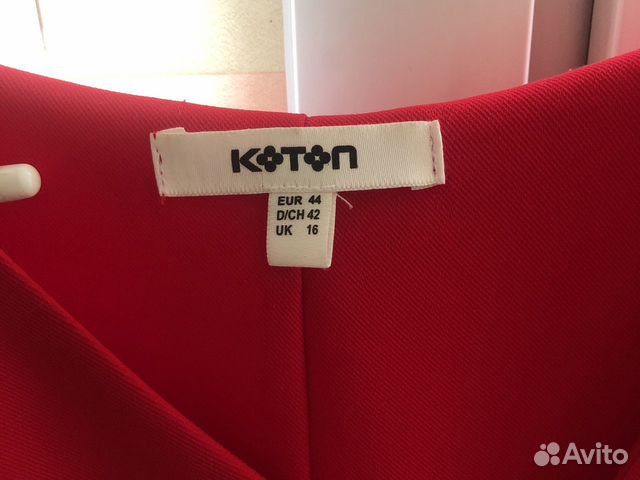 KOTON
EUR 44
D/CH 42
UK 16
Avito